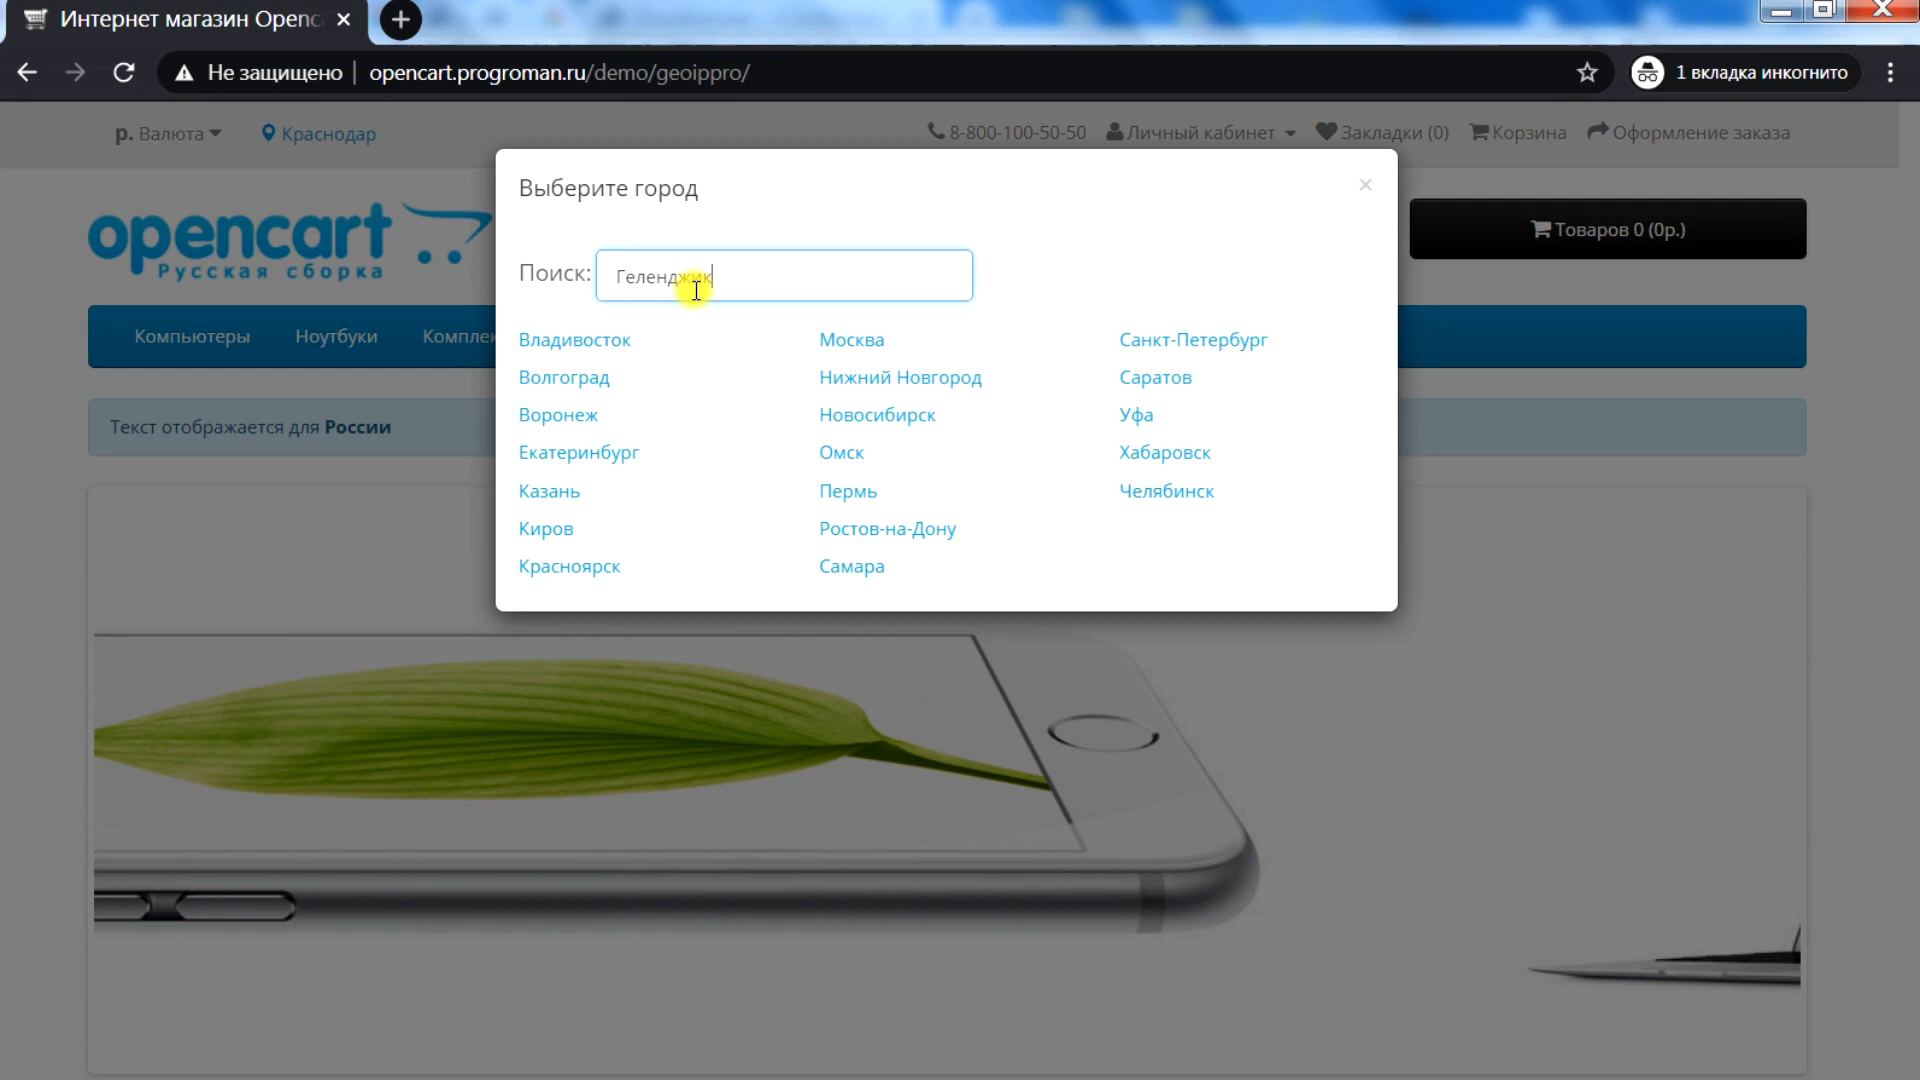 Интернет магазин Openc
Не защищено opencart.progroman.ru/demo/geoippro/ 1 вкладка инкогнито
р. Валюта Краснодар 8-800-100-50-50 Личный кабинет Закладки (0) Корзина Оформление заказа
Выберите город
opencart
Русская сборка
Товаров 0 (0р.)
Поиск: Геленджик
Компьютеры Ноутбуки Комплек
Владивосток Москва Санкт-Петербург
Волгоград Нижний Новгород Саратов
Воронеж Новосибирск Уфа
Текст отображается для России
Екатеринбург Омск Хабаровск
Казань Пермь Челябинск
Киров Ростов-на-Дону
Красноярск Самара